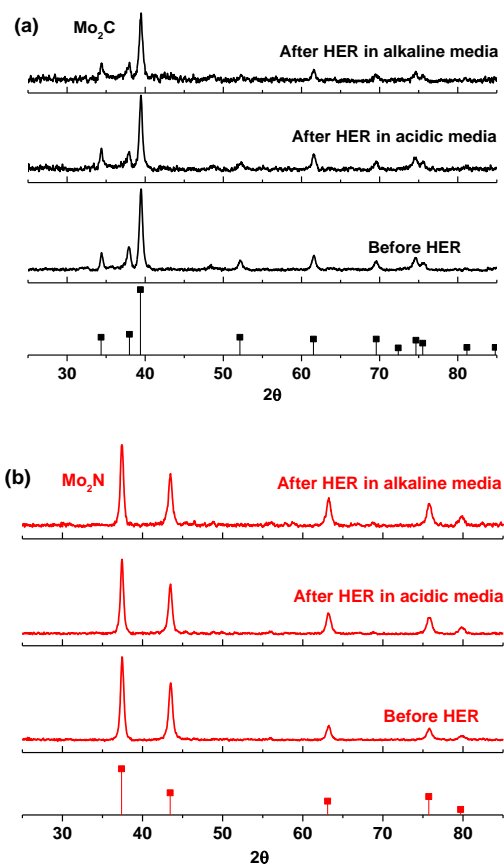 (a)
Mo₂C
After HER in alkaline media
After HER in acidic media
Before HER
30 40 50 60 70 80
2θ
(b)
Mo₂N
After HER in alkaline media
After HER in acidic media
Before HER
30 40 50 60 70 80
2θ